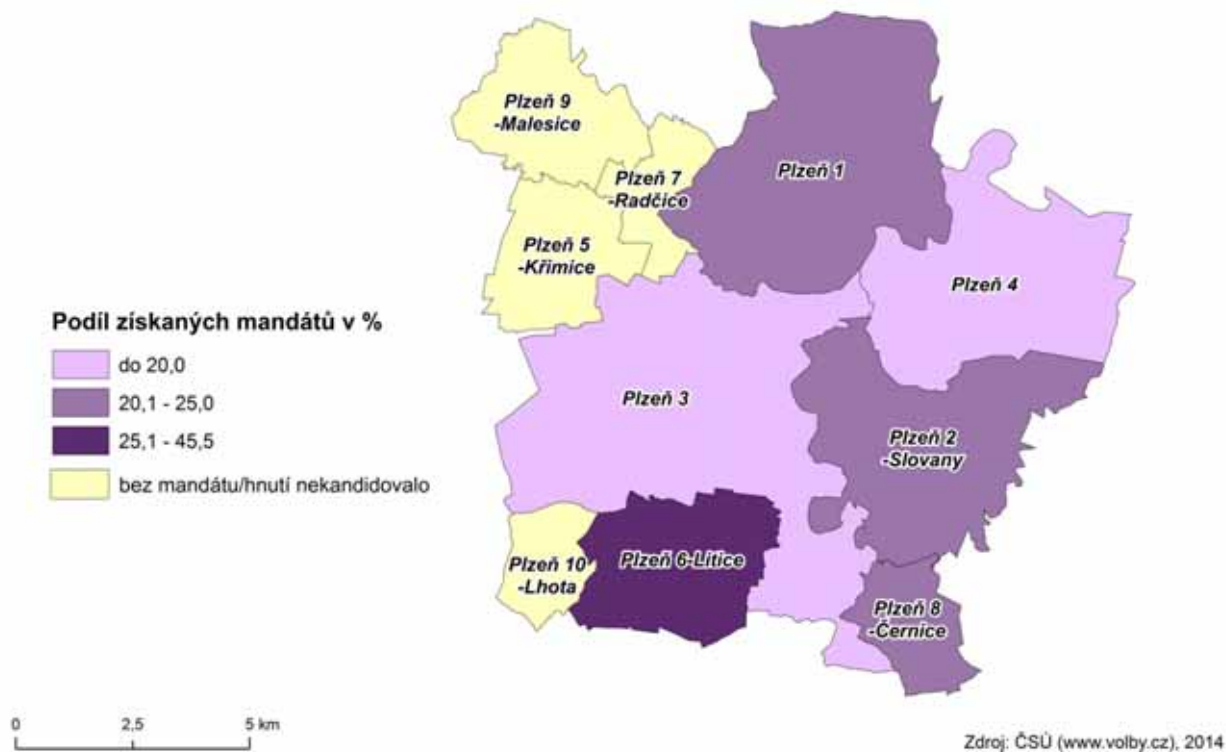 Plzeň 9
-Malesice
Plzeň 7
-Radčice
Plzeň 1
Plzeň 5
-Křimice
Plzeň 4
Podíl získaných mandátů v %
do 20,0
20,1 - 25,0
25,1 - 45,5
bez mandátu/hnutí nekandidovalo
Plzeň 3
Plzeň 2
-Slovany
Plzeň 10
-Lhota
Plzeň 6-Litice
Plzeň 8
-Černice
0 2,5 5 km
Zdroj: ČSÚ (www.volby.cz), 2014